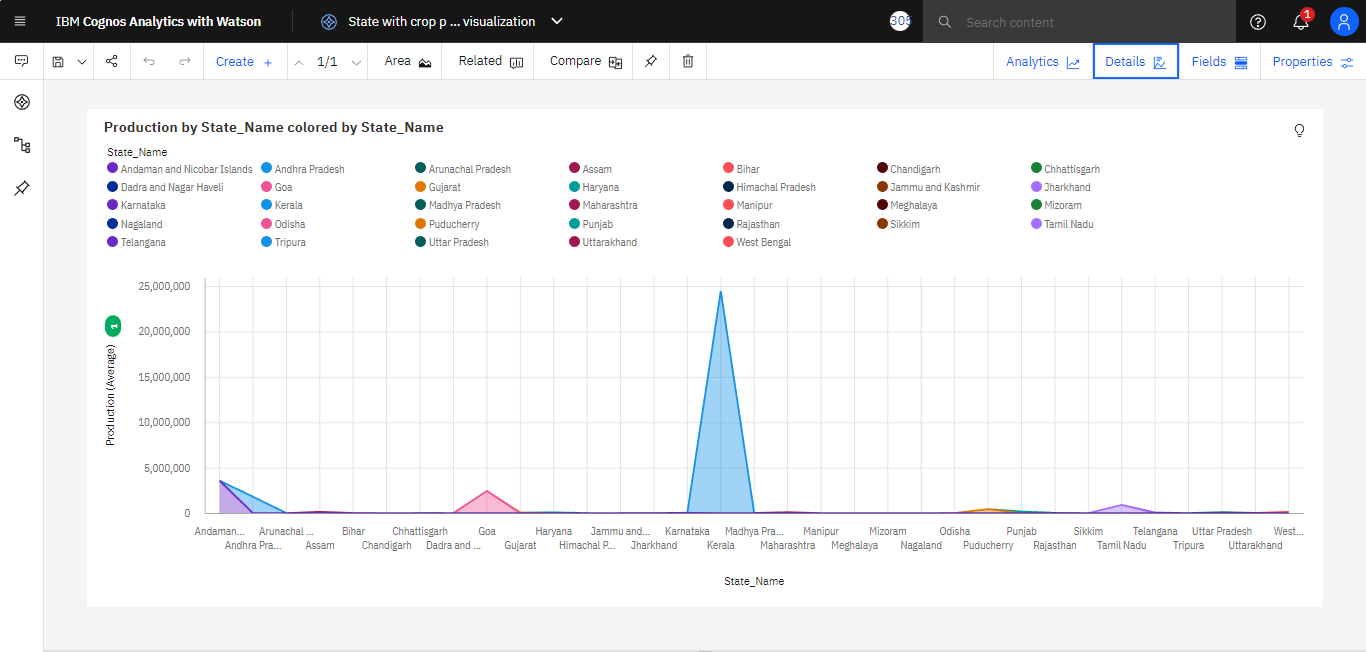 IBM Cognos Analytics with Watson
State with crop p ... visualization
305
Search content
1
Create +
1/1
Area
Related
Compare
Analytics
Details
Fields
Properties
Production by State_Name colored by State_Name
State_Name
Andaman and Nicobar Islands Andhra Pradesh Arunachal Pradesh Assam Bihar Chandigarh Chhattisgarh
Dadra and Nagar Haveli Goa Gujarat Haryana Himachal Pradesh Jammu and Kashmir Jharkhand
Karnataka Kerala Madhya Pradesh Maharashtra Manipur Meghalaya Mizoram
Nagaland Odisha Puducherry Punjab Rajasthan Sikkim Tamil Nadu
Telangana Tripura Uttar Pradesh Uttarakhand West Bengal
25,000,000
20,000,000
15,000,000
10,000,000
5,000,000
0
Production (Average)
Andaman... Arunachal ... Bihar Chhattisgarh Goa Haryana Jammu and... Karnataka Madhya Pra... Manipur Mizoram Odisha Punjab Sikkim Telangana Uttar Pradesh West...
Andhra Pra... Assam Chandigarh Dadra and ... Gujarat Himachal P... Jharkhand Kerala Maharashtra Meghalaya Nagaland Puducherry Rajasthan Tamil Nadu Tripura Uttarakhand
State_Name